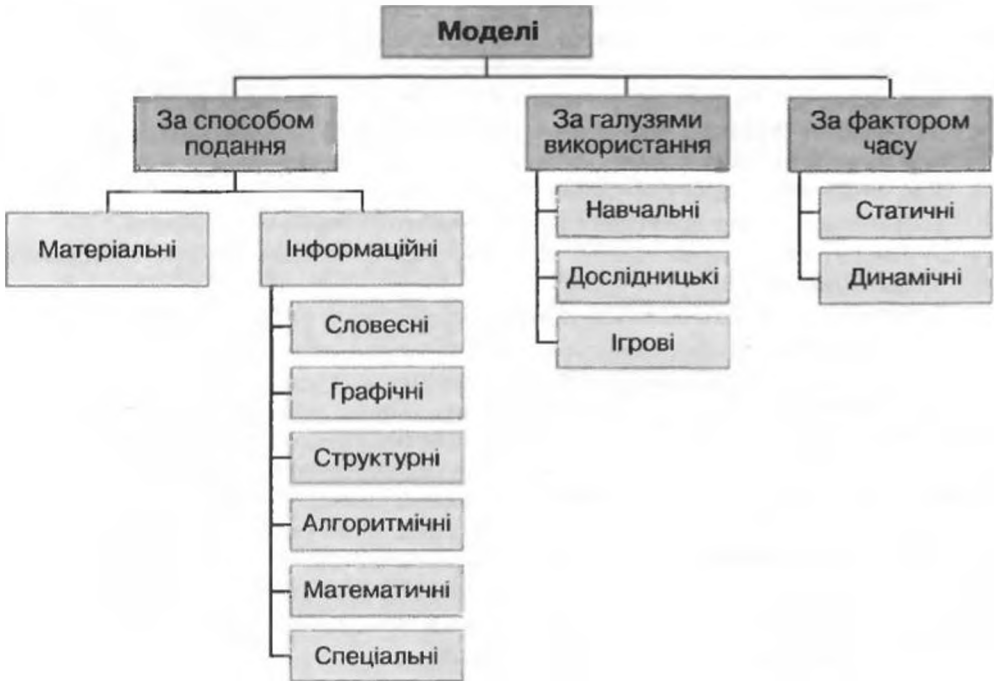 Моделі
За способом
подання
Матеріальні
Інформаційні
Словесні
Графічні
Структурні
Алгоритмічні
Математичні
Спеціальні
За галузями
використання
Навчальні
Дослідницькі
Ігрові
За фактором
часу
Статичні
Динамічні